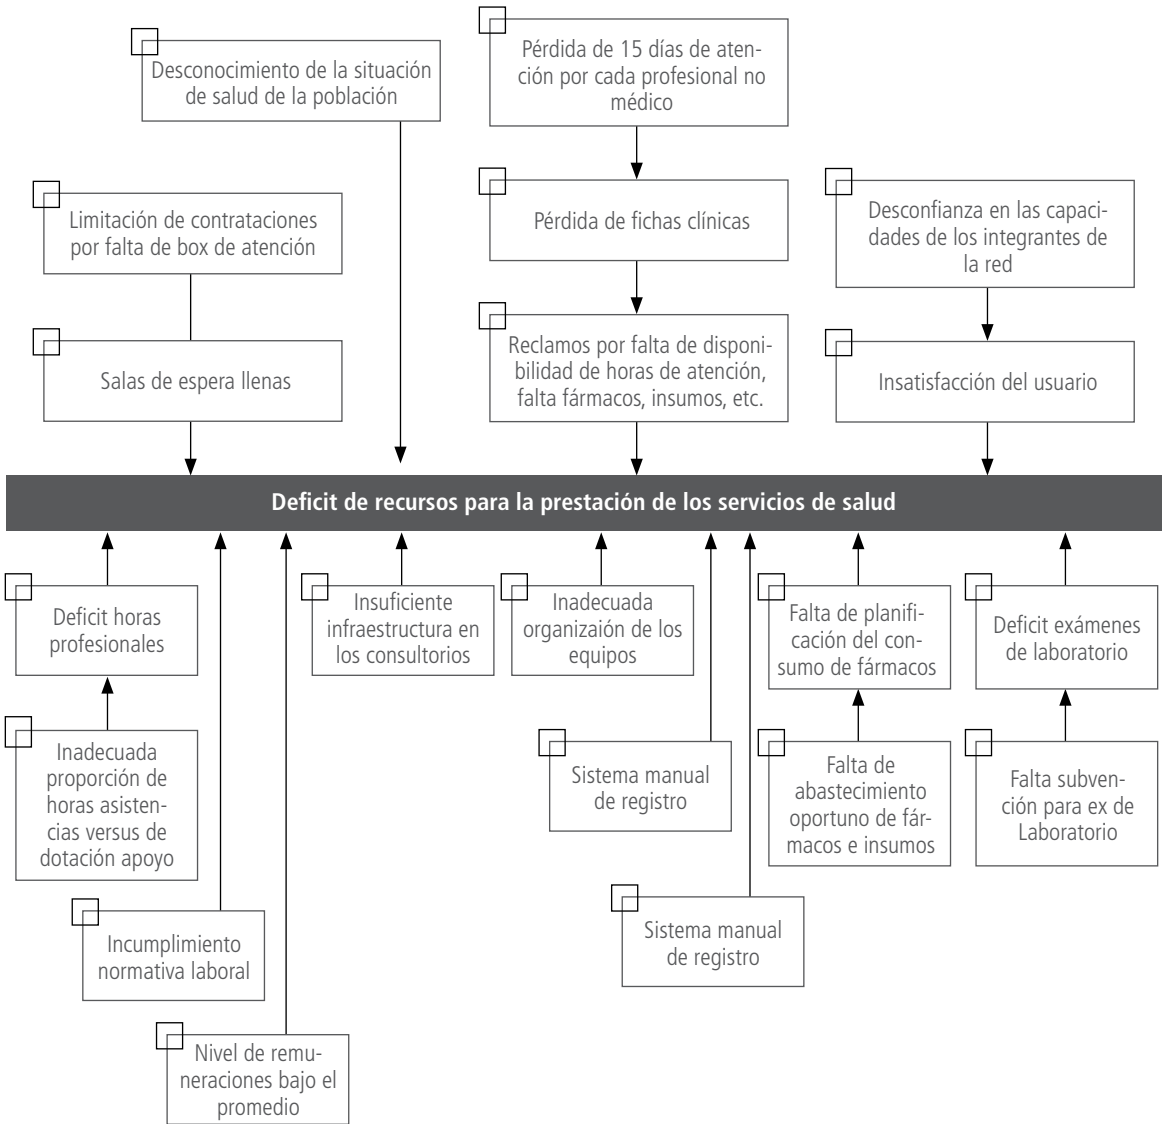 Desconocimiento de la situación
de salud de la población
Pérdida de 15 días de aten-
ción por cada profesional no
médico
Limitación de contrataciones
por falta de box de atención
Pérdida de fichas clínicas
Desconfianza en las capaci-
dades de los integrantes de
la red
Salas de espera llenas
Reclamos por falta de disponi-
bilidad de horas de atención,
falta fármacos, insumos, etc.
Insatisfacción del usuario
Deficit de recursos para la prestación de los servicios de salud
Deficit horas
profesionales
Insuficiente
infraestructura en
los consultorios
Inadecuada
organizaión de los
equipos
Falta de planifi-
cación del con-
sumo de fármacos
Deficit exámenes
de laboratorio
Inadecuada
proporción de
horas asisten-
cias versus de
dotación apoyo
Sistema manual
de registro
Falta de
abastecimiento
oportuno de fár-
macos e insumos
Falta subven-
ción para ex de
Laboratorio
Incumplimiento
normativa laboral
Sistema manual
de registro
Nivel de remu-
neraciones bajo el
promedio